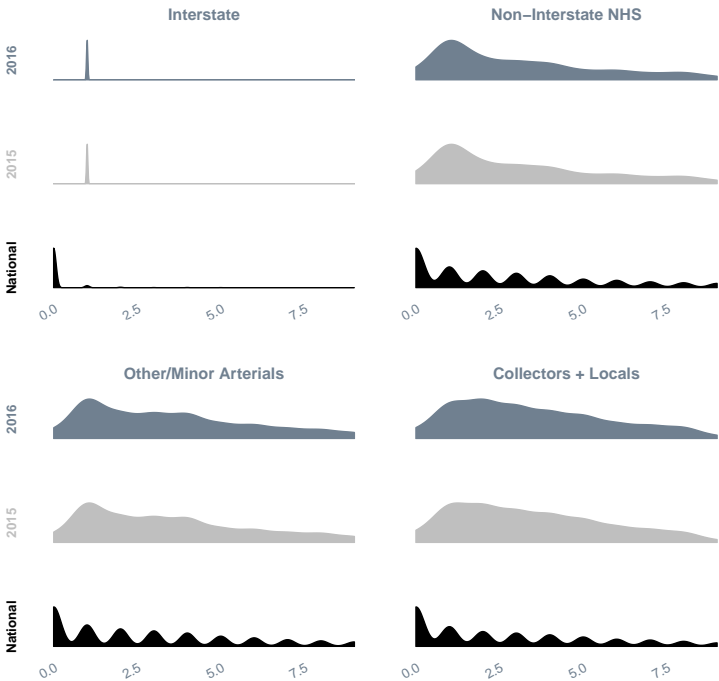 Interstate
Non−Interstate NHS
2016
2015
National
0.0 2.5 5.0 7.5
0.0 2.5 5.0 7.5
Other/Minor Arterials
Collectors + Locals
2016
2015
National
0.0 2.5 5.0 7.5
0.0 2.5 5.0 7.5